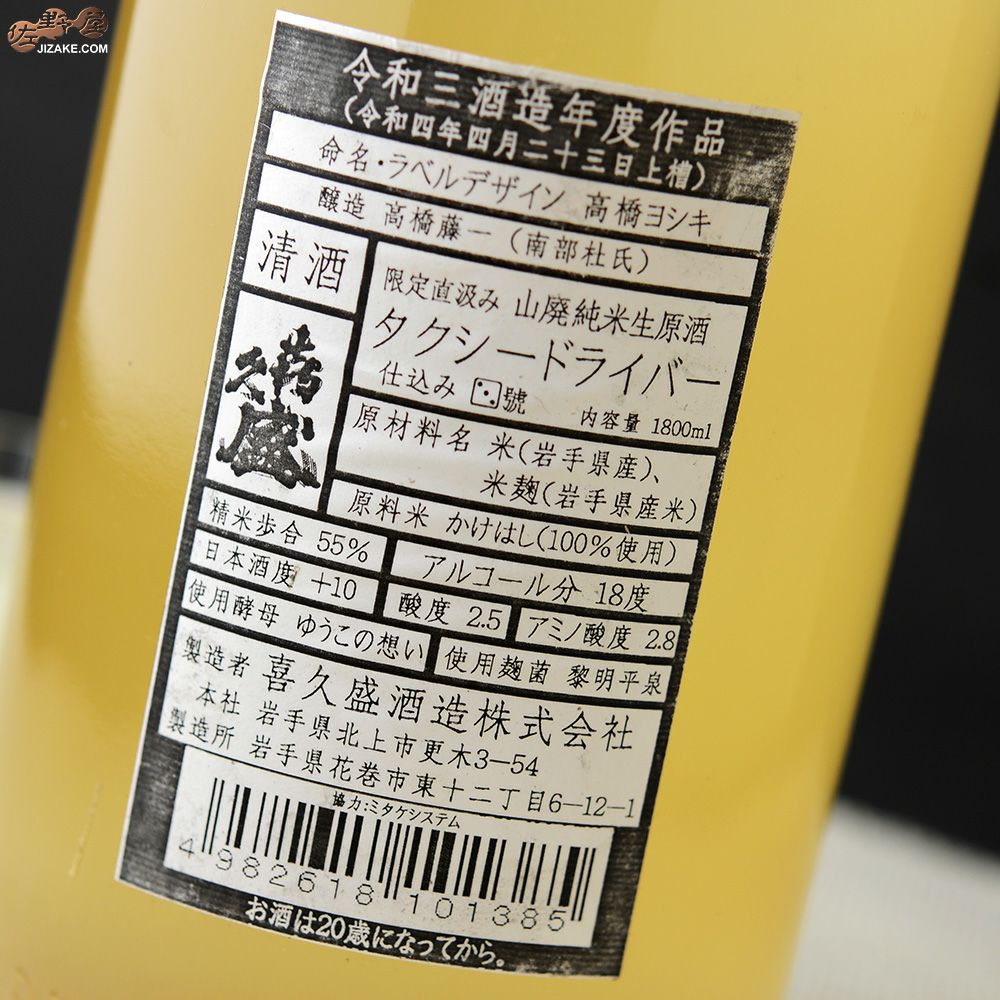 佐野屋
JIZAKE.COM
令和三酒造年度作品
(令和四年四月二十三日上槽)
命名・ラベルデザイン 高橋ヨシキ
醸造 高橋藤一 (南部杜氏)
清酒
喜久盛
限定直汲み 山廃純米生原酒
タクシードライバー
仕込み ⚂號
内容量 1800ml
原材料名 米(岩手県産)、
米麹(岩手県産米)
原料米 かけはし(100%使用)
精米歩合 55%
アルコール分 18度
日本酒度 +10
酸度 2.5
アミノ酸度 2.8
使用酵母 ゆうこの想い
使用麹菌 黎明平泉
製造者 喜久盛酒造株式会社
本社 岩手県北上市更木3-54
製造所 岩手県花巻市東十二丁目6-12-1
協力:ミタケシステム
4 982618 101385
お酒は20歳になってから。